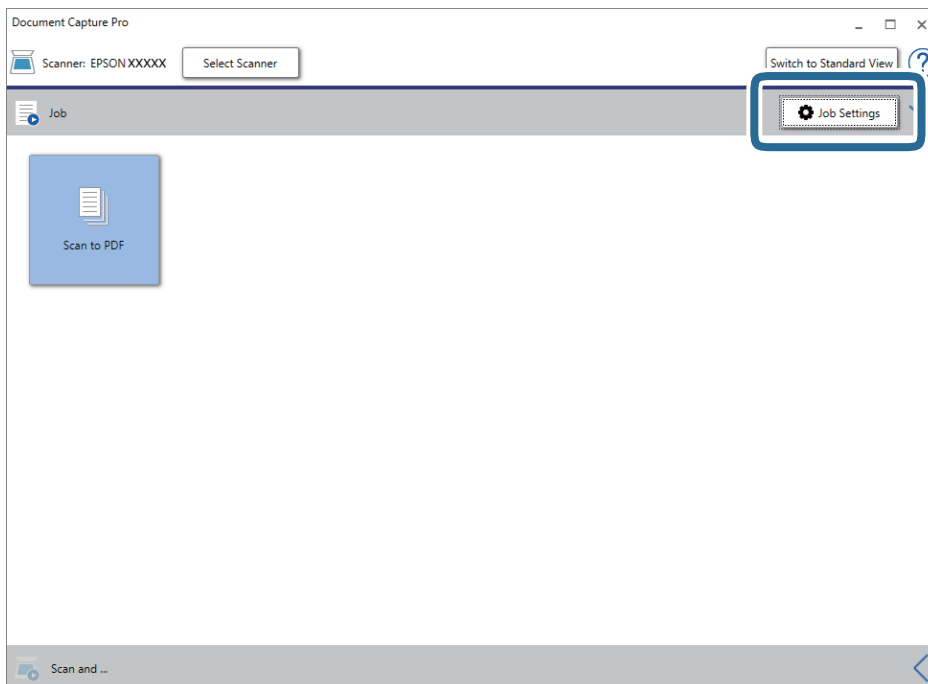 Document Capture Pro
Scanner: EPSON XXXXX
Select Scanner
Switch to Standard View
?
Job
Job Settings
Scan to PDF
Scan and ...